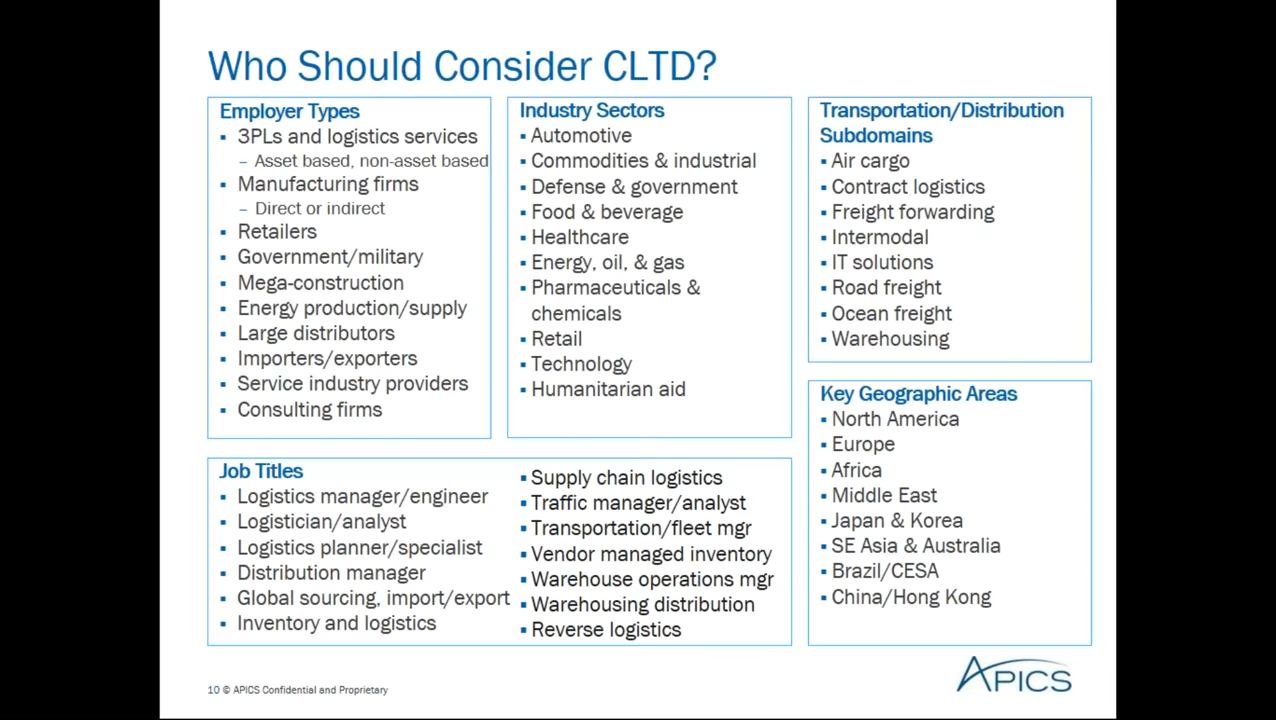 Who Should Consider CLTD?
Employer Types
▪ 3PLs and logistics services
– Asset based, non-asset based
▪ Manufacturing firms
– Direct or indirect
▪ Retailers
▪ Government/military
▪ Mega-construction
▪ Energy production/supply
▪ Large distributors
▪ Importers/exporters
▪ Service industry providers
▪ Consulting firms
Industry Sectors
▪ Automotive
▪ Commodities & industrial
▪ Defense & government
▪ Food & beverage
▪ Healthcare
▪ Energy, oil, & gas
▪ Pharmaceuticals &
chemicals
▪ Retail
▪ Technology
▪ Humanitarian aid
Transportation/Distribution
Subdomains
▪ Air cargo
▪ Contract logistics
▪ Freight forwarding
▪ Intermodal
▪ IT solutions
▪ Road freight
▪ Ocean freight
▪ Warehousing
Job Titles
▪ Logistics manager/engineer
▪ Logistician/analyst
▪ Logistics planner/specialist
▪ Distribution manager
▪ Global sourcing, import/export
▪ Inventory and logistics
▪ Supply chain logistics
▪ Traffic manager/analyst
▪ Transportation/fleet mgr
▪ Vendor managed inventory
▪ Warehouse operations mgr
▪ Warehousing distribution
▪ Reverse logistics
Key Geographic Areas
▪ North America
▪ Europe
▪ Africa
▪ Middle East
▪ Japan & Korea
▪ SE Asia & Australia
▪ Brazil/CESA
▪ China/Hong Kong
10 © APICS Confidential and Proprietary
APICS